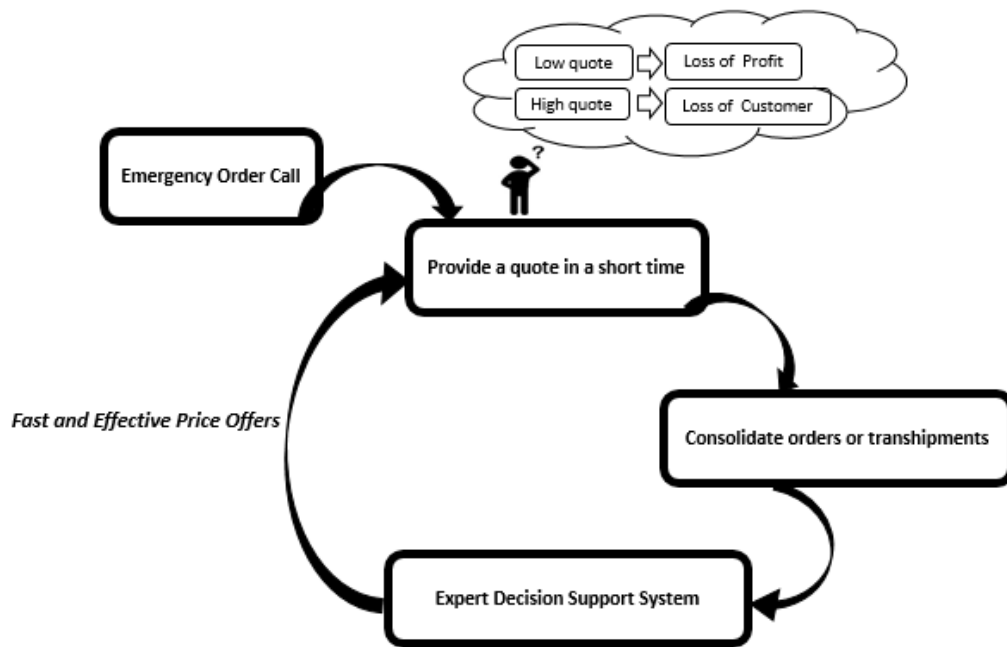 Low quote
Loss of Profit
High quote
Loss of Customer
Emergency Order Call
?
Provide a quote in a short time
Fast and Effective Price Offers
Consolidate orders or transhipments
Expert Decision Support System